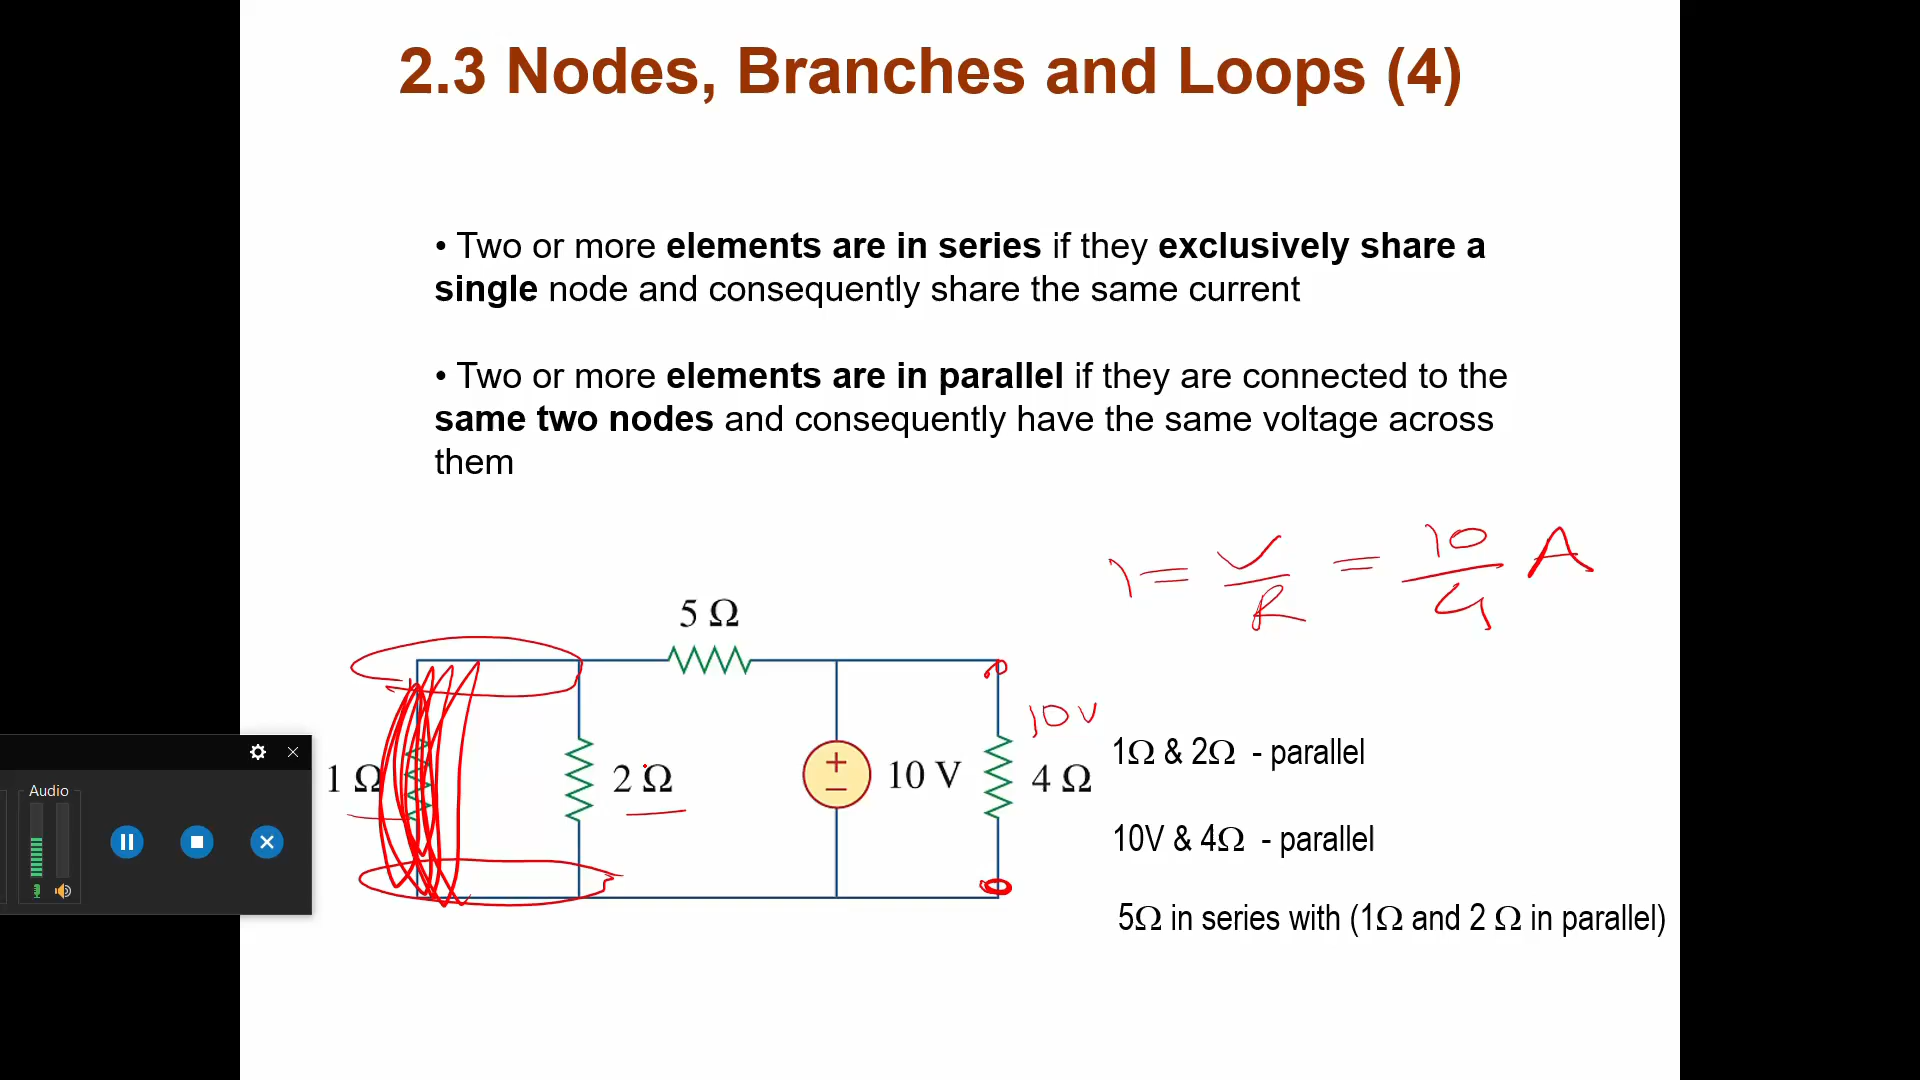 2.3 Nodes, Branches and Loops (4)
• Two or more elements are in series if they exclusively share a
single node and consequently share the same current
• Two or more elements are in parallel if they are connected to the
same two nodes and consequently have the same voltage across
them
I = V/R = 10/4 A
5 Ω
10V
1 Ω
2 Ω
+
−
10 V
4 Ω
1Ω & 2Ω - parallel
10V & 4Ω - parallel
5Ω in series with (1Ω and 2 Ω in parallel)
Audio